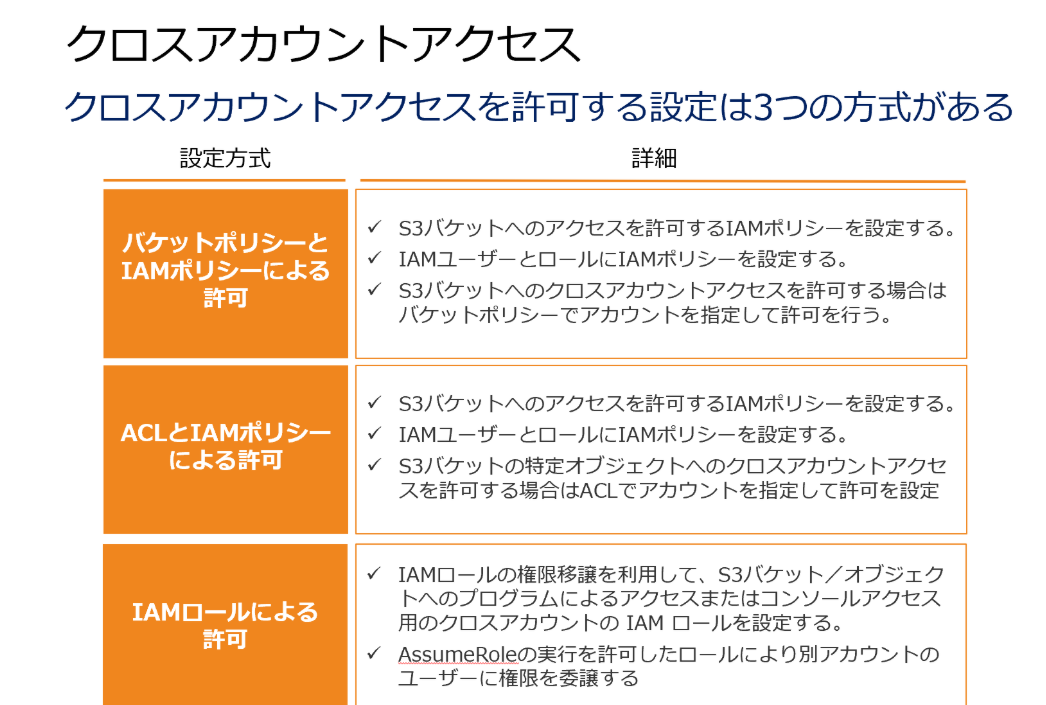 クロスアカウントアクセス
クロスアカウントアクセスを許可する設定は3つの方式がある
設定方式
詳細
バケットポリシーと
IAMポリシーによる
許可
✓ S3バケットへのアクセスを許可するIAMポリシーを設定する。
✓ IAMユーザーとロールにIAMポリシーを設定する。
✓ S3バケットへのクロスアカウントアクセスを許可する場合は
バケットポリシーでアカウントを指定して許可を行う。
ACLとIAMポリシー
による許可
✓ S3バケットへのアクセスを許可するIAMポリシーを設定する。
✓ IAMユーザーとロールにIAMポリシーを設定する。
✓ S3バケットの特定オブジェクトへのクロスアカウントアクセ
スを許可する場合はACLでアカウントを指定して許可を設定
IAMロールによる
許可
✓ IAMロールの権限移譲を利用して、S3バケット／オブジェク
トへのプログラムによるアクセスまたはコンソールアクセス
用のクロスアカウントの IAM ロールを設定する。
✓ AssumeRoleの実行を許可したロールにより別アカウントの
ユーザーに権限を委譲する